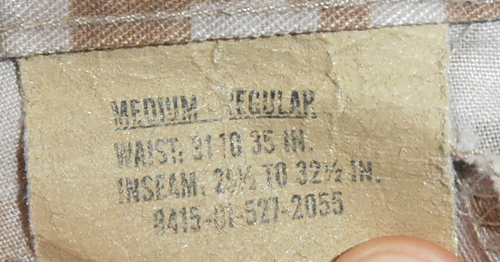 MEDIUM - REGULAR
WAIST: 31 TO 35 IN.
INSEAM: 29½ TO 32½ IN.
8415-01-527-2055